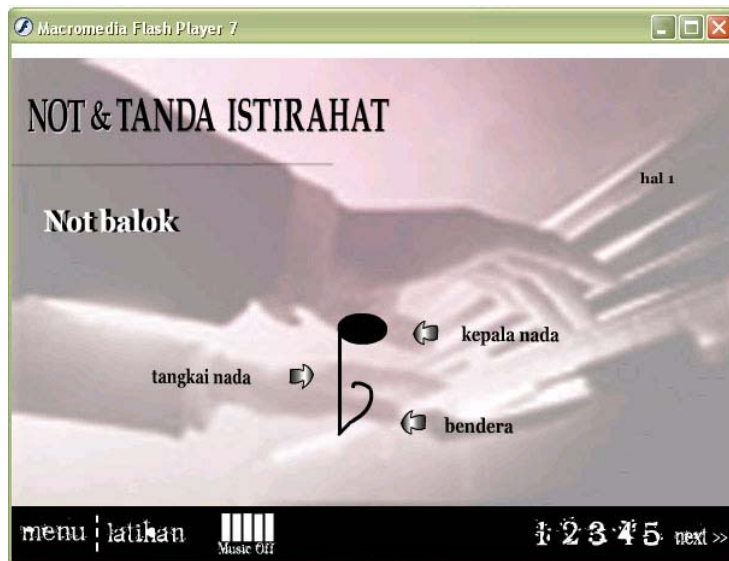 Macromedia Flash Player 7
NOT & TANDA ISTIRAHAT
hal 1
Not balok
kepala nada
tangkai nada
bendera
menu latihan Music Off 1 2 3 4 5 next >>